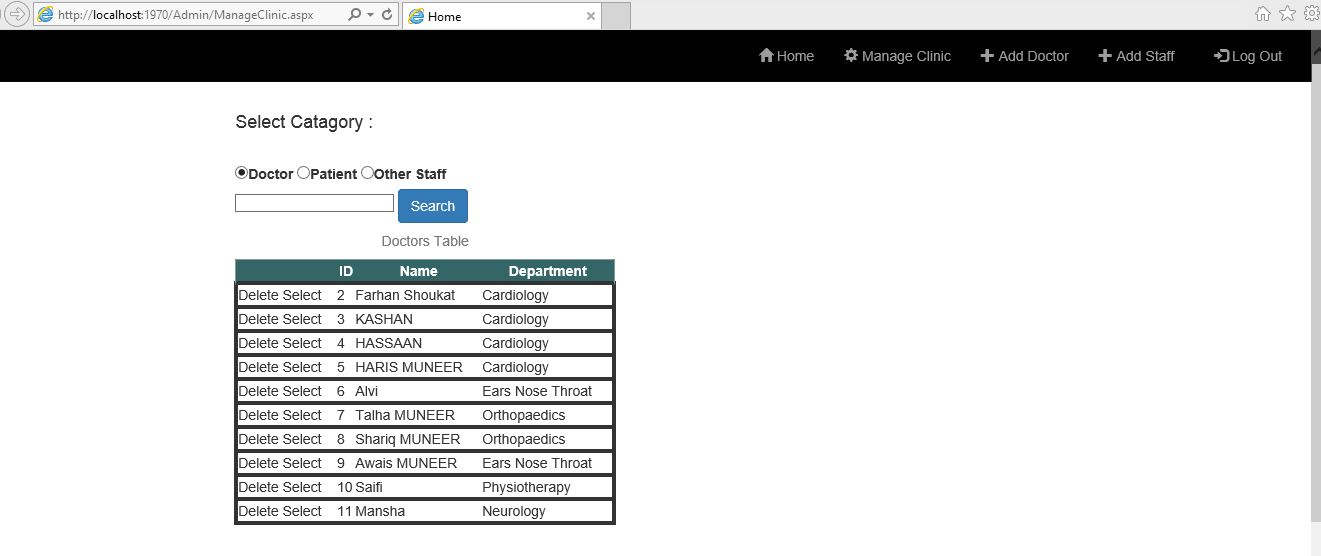 http://localhost:1970/Admin/ManageClinic.aspx Home
Home Manage Clinic Add Doctor Add Staff Log Out
Select Catagory :
Doctor Patient Other Staff
Search
Doctors Table
ID Name Department
Delete Select 2 Farhan Shoukat Cardiology
Delete Select 3 KASHAN Cardiology
Delete Select 4 HASSAAN Cardiology
Delete Select 5 HARIS MUNEER Cardiology
Delete Select 6 Alvi Ears Nose Throat
Delete Select 7 Talha MUNEER Orthopaedics
Delete Select 8 Shariq MUNEER Orthopaedics
Delete Select 9 Awais MUNEER Ears Nose Throat
Delete Select 10 Saifi Physiotherapy
Delete Select 11 Mansha Neurology